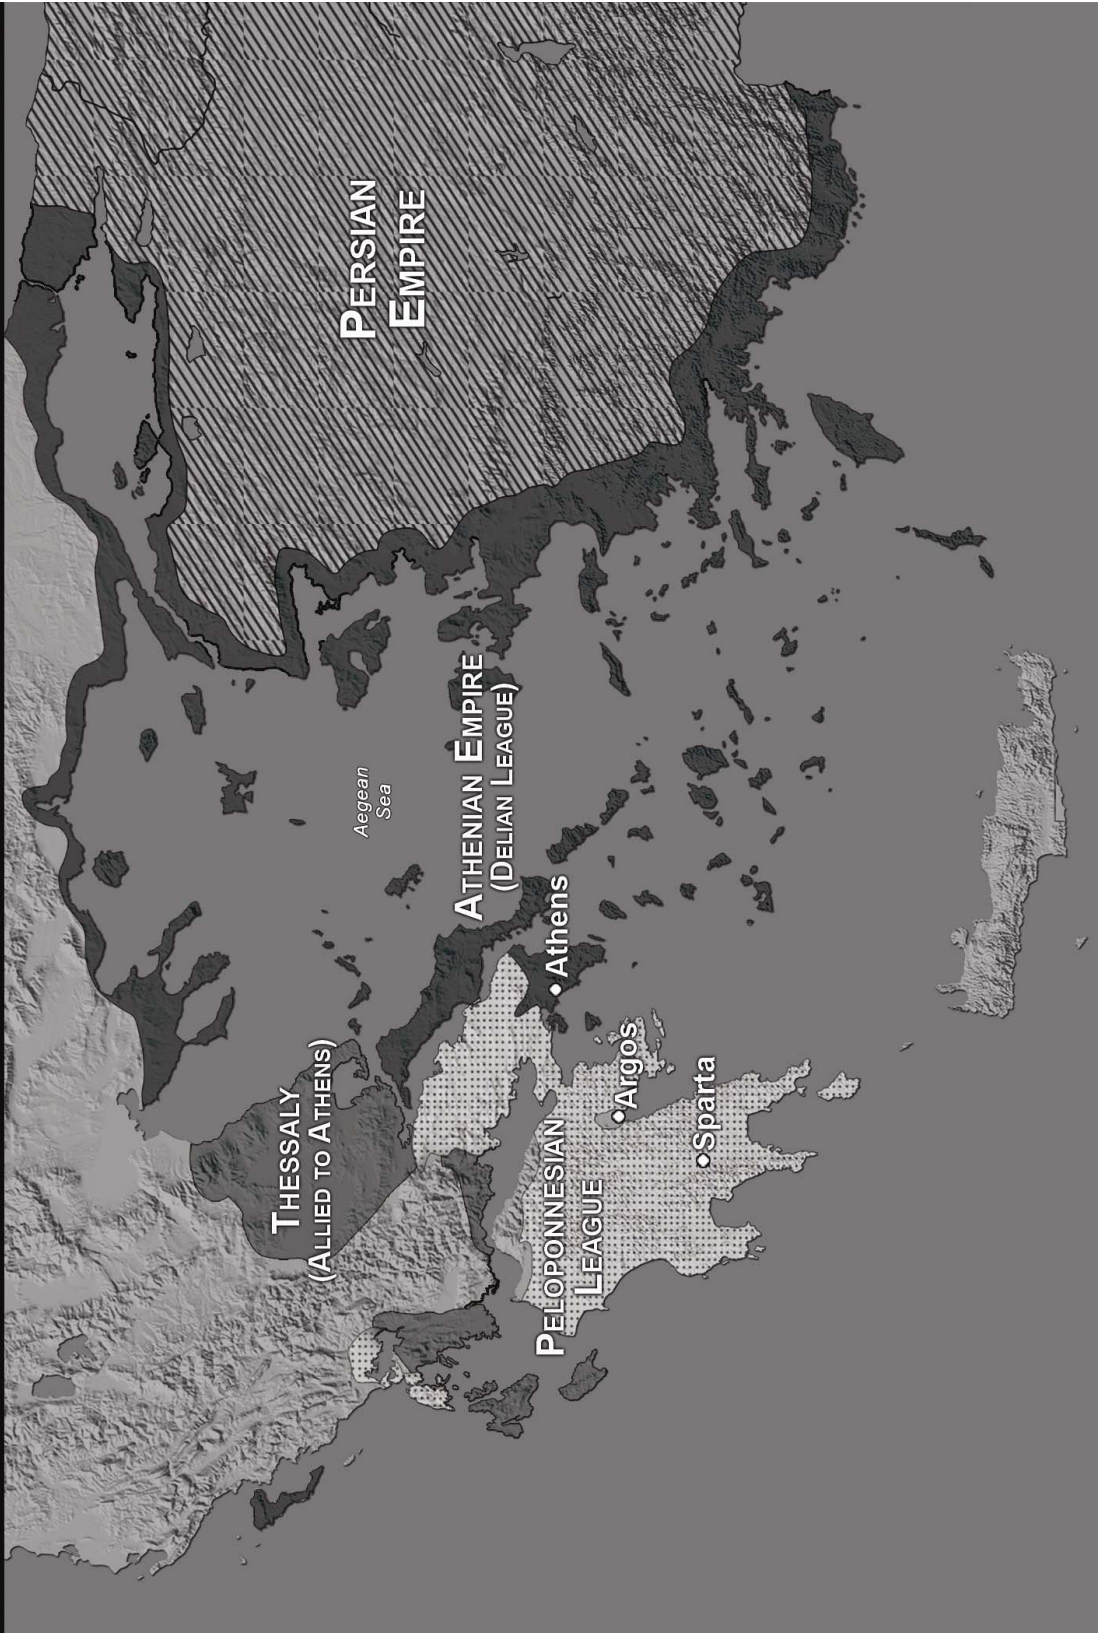 PERSIAN
EMPIRE
THESSALY
(ALLIED TO ATHENS)
Aegean
Sea
ATHENIAN EMPIRE
(DELIAN LEAGUE)
Athens
PELOPONNESIAN
LEAGUE
Argos
Sparta